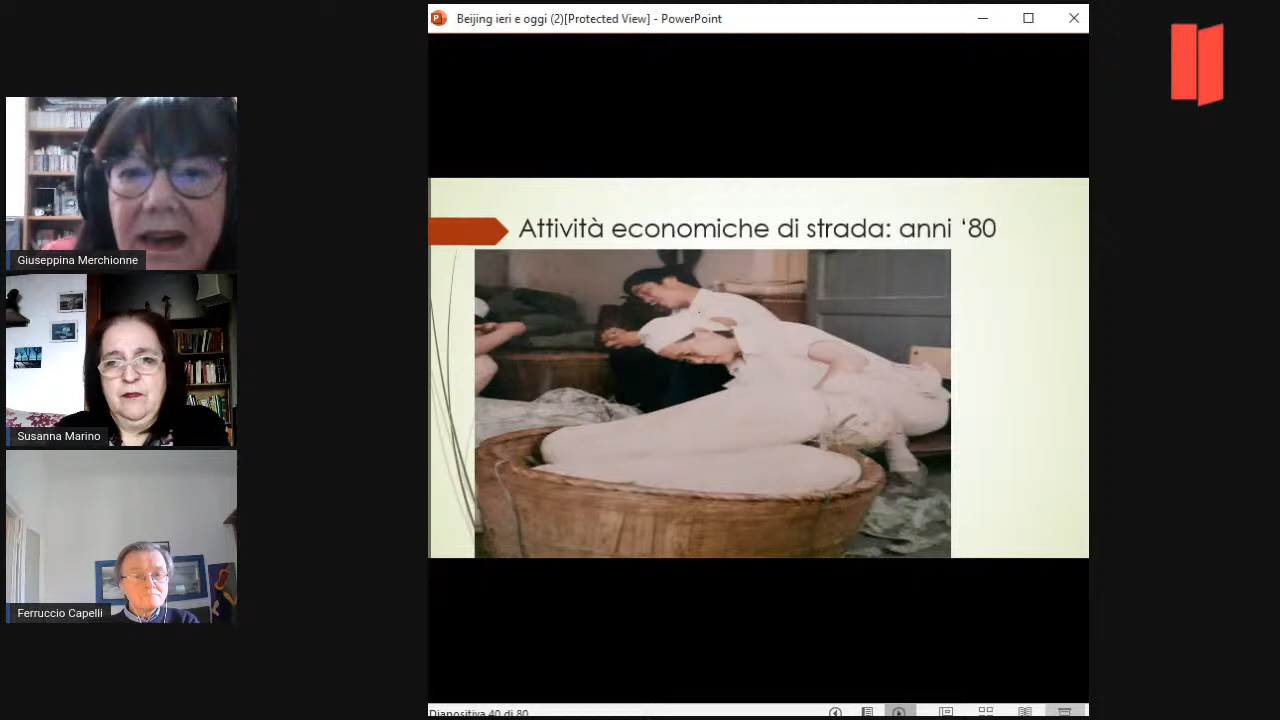 Beijing ieri e oggi (2)[Protected View] - PowerPoint
Giuseppina Merchionne
Attività economiche di strada: anni ‘80
Susanna Marino
Ferruccio Capelli
Diapositiva 40 di 80